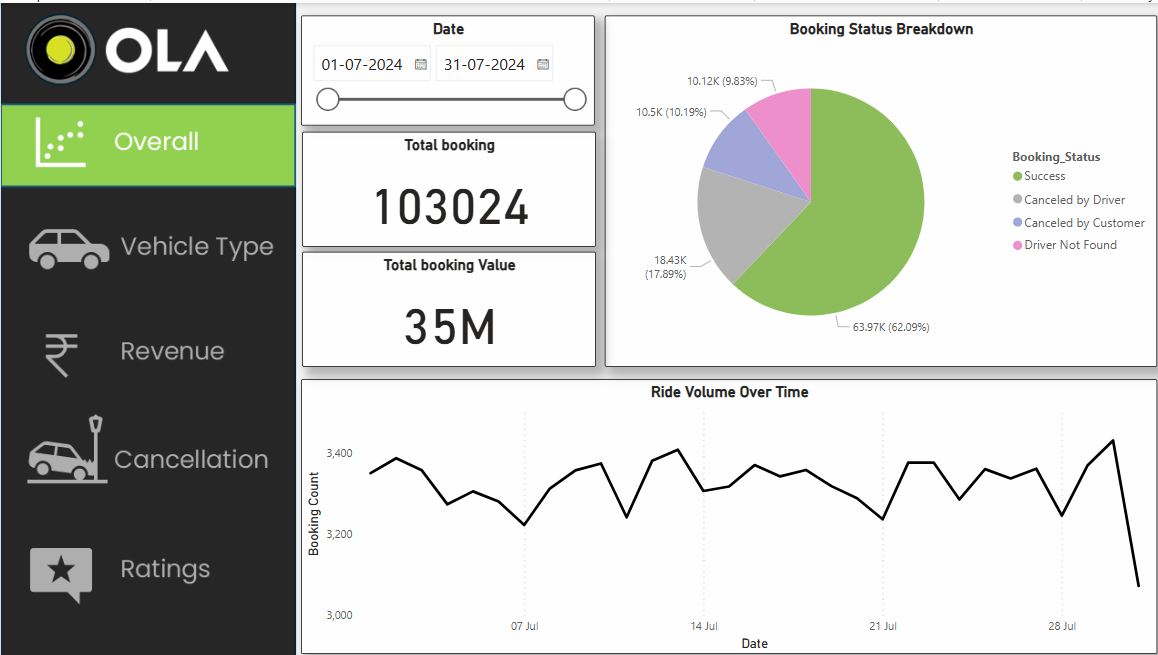 OLA
Overall
Vehicle Type
Revenue
Cancellation
Ratings
Date
01-07-2024
31-07-2024
Total booking
103024
Total booking Value
35M
Booking Status Breakdown
10.12K (9.83%)
10.5K (10.19%)
18.43K
(17.89%)
63.97K (62.09%)
Booking_Status
Success
Canceled by Driver
Canceled by Customer
Driver Not Found
Ride Volume Over Time
Booking Count
3,400
3,200
3,000
07 Jul
14 Jul
21 Jul
28 Jul
Date